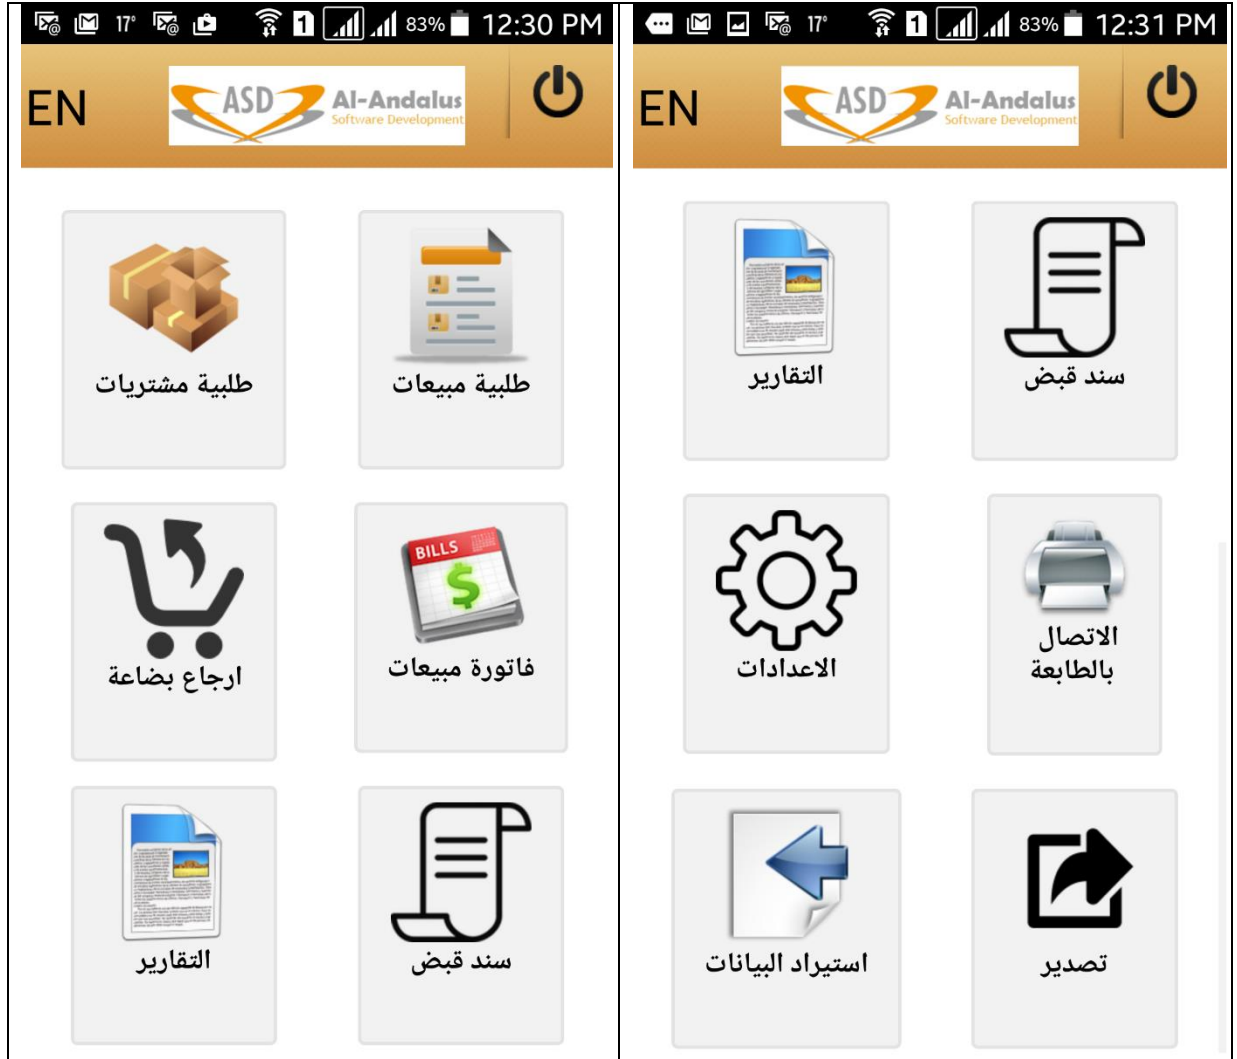 17°
1
83%
12:30 PM
EN
ASD
Al-Andalus
Software Development
طلبية مبيعات
طلبية مشتريات
BILLS
$
فاتورة مبيعات
ارجاع بضاعة
سند قبض
التقارير
17°
1
83%
12:31 PM
EN
ASD
Al-Andalus
Software Development
سند قبض
التقارير
الاتصال
بالطابعة
الاعدادات
تصدير
استيراد البيانات